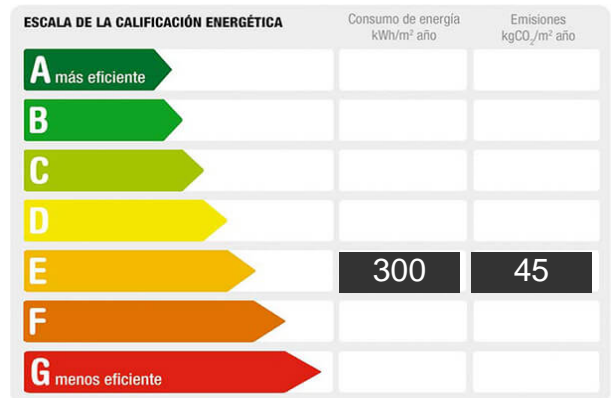 ESCALA DE LA CALIFICACIÓN ENERGÉTICA
Consumo de energía
kWh/m² año
Emisiones
kgCO₂/m² año
A más eficiente
B
C
D
E 300 45
F
G menos eficiente